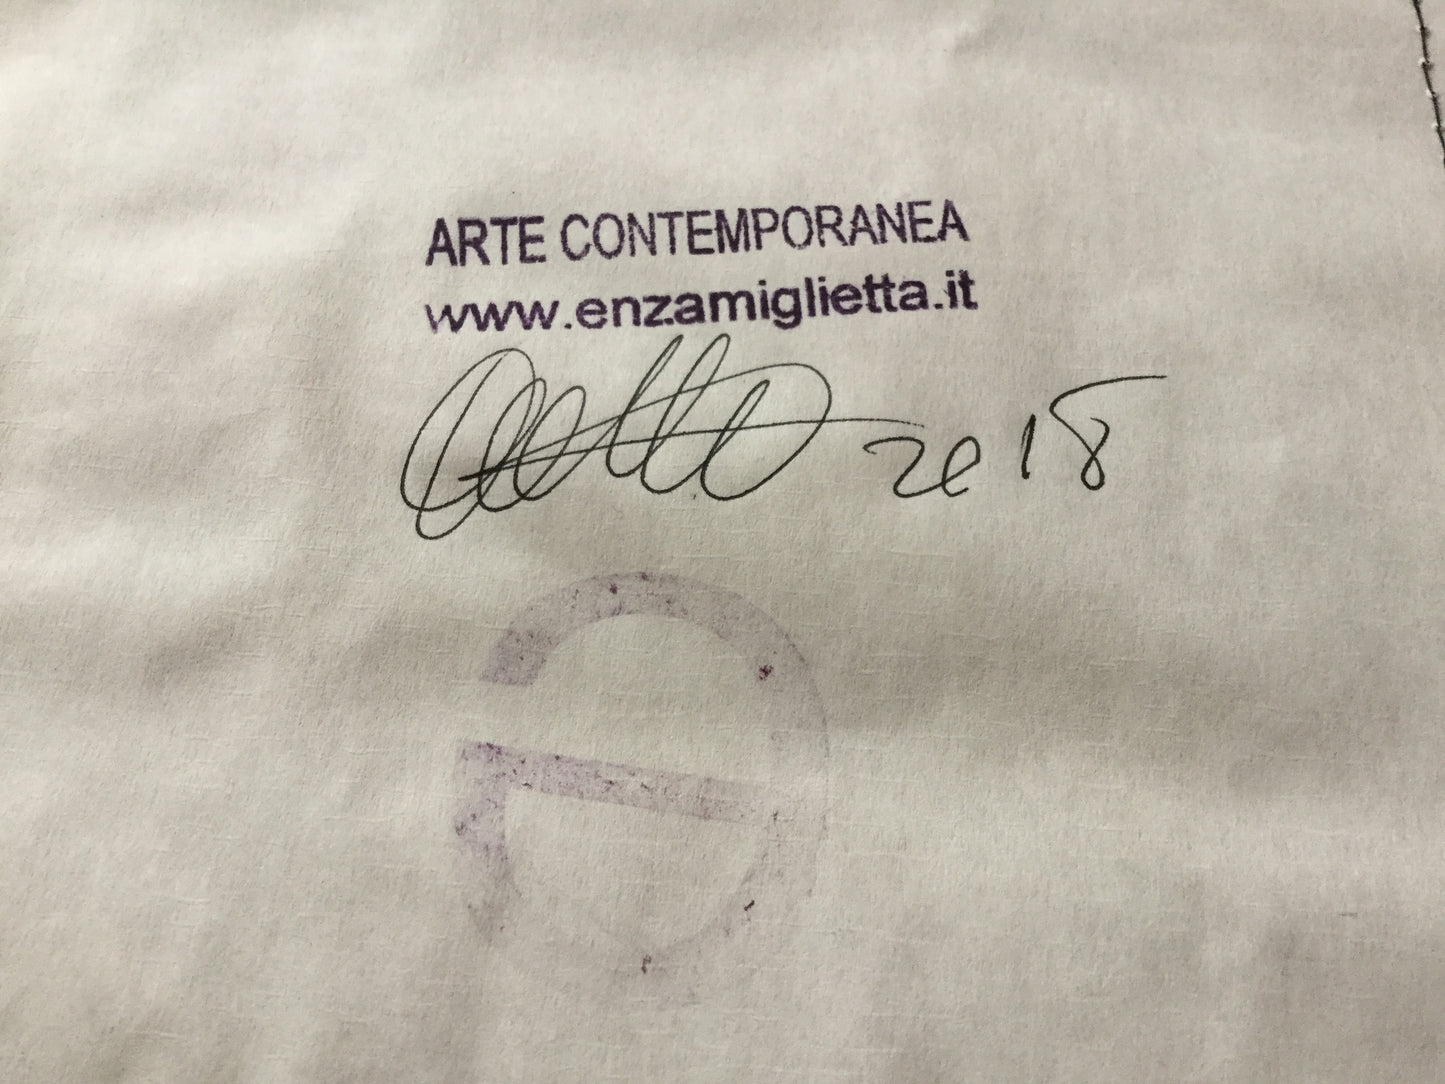 ARTE CONTEMPORANEA
www.enzamiglietta.it
2018